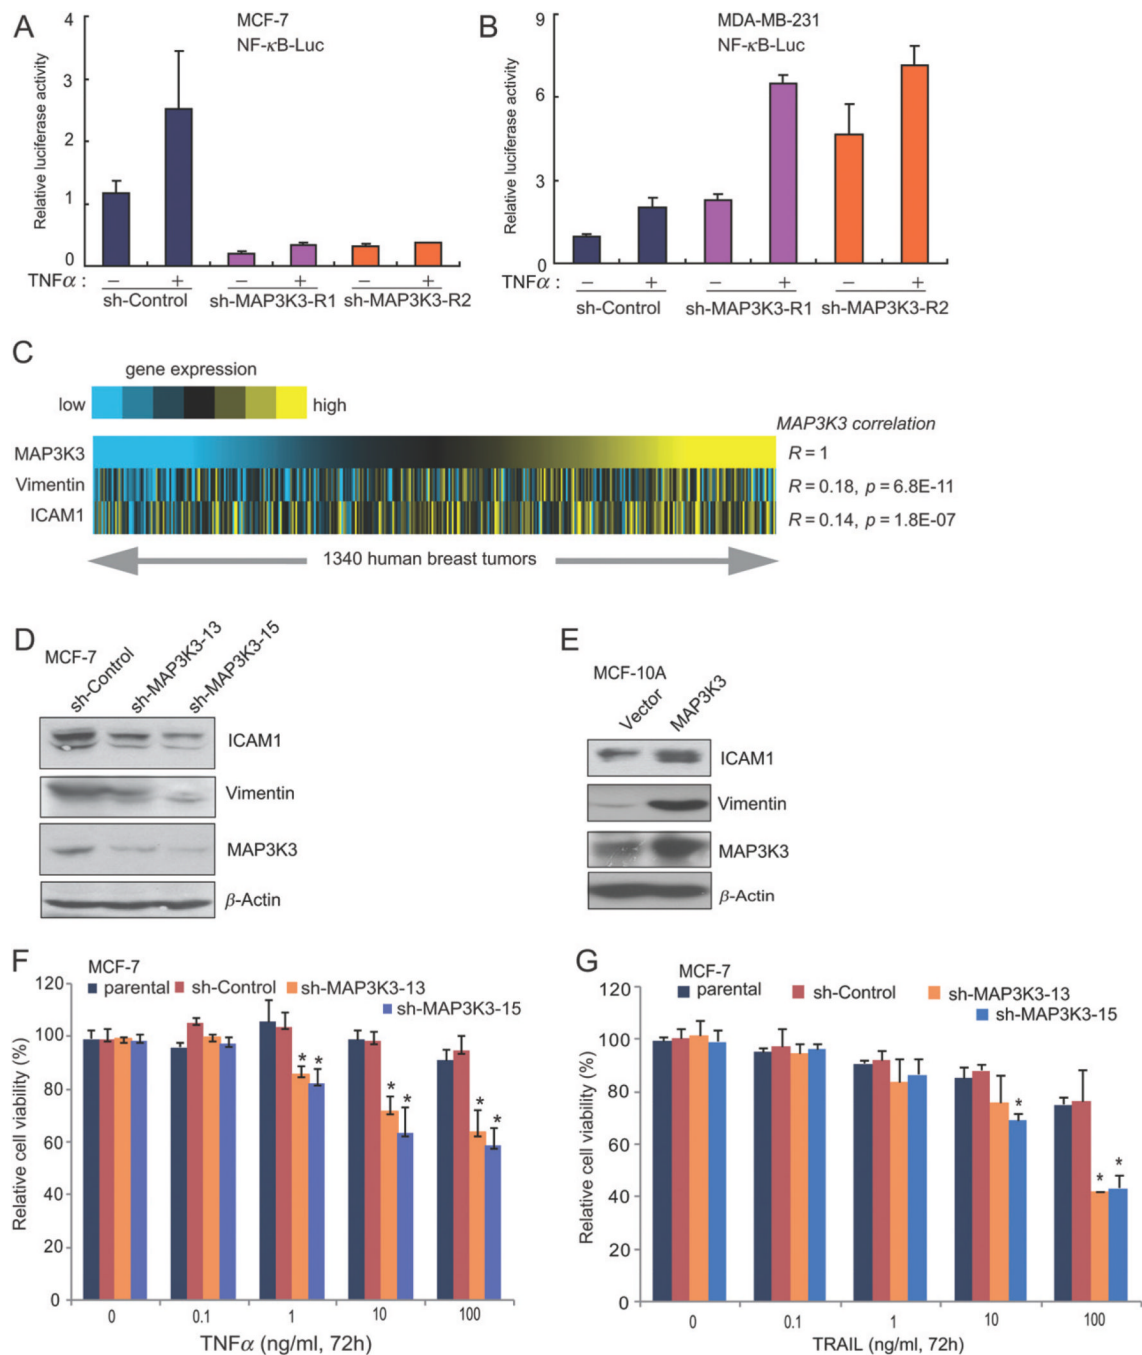 A
MCF-7
NF-κB-Luc
Relative luciferase activity
4
3
2
1
0
TNFα : − + − + − +
sh-Control sh-MAP3K3-R1 sh-MAP3K3-R2
B
MDA-MB-231
NF-κB-Luc
Relative luciferase activity
9
6
3
0
TNFα : − + − + − +
sh-Control sh-MAP3K3-R1 sh-MAP3K3-R2
C
gene expression
low high
MAP3K3 correlation
MAP3K3 R = 1
Vimentin R = 0.18, p = 6.8E-11
ICAM1 R = 0.14, p = 1.8E-07
1340 human breast tumors
D
MCF-7
sh-Control
sh-MAP3K3-13
sh-MAP3K3-15
ICAM1
Vimentin
MAP3K3
β-Actin
E
MCF-10A
Vector
MAP3K3
ICAM1
Vimentin
MAP3K3
β-Actin
F
MCF-7
parental sh-Control sh-MAP3K3-13
sh-MAP3K3-15
Relative cell viability (%)
120
100
80
60
40
20
0
* * * * * *
0 0.1 1 10 100
TNFα (ng/ml, 72h)
G
MCF-7
parental sh-Control sh-MAP3K3-13
sh-MAP3K3-15
Relative cell viability (%)
120
100
80
60
40
20
0
* * *
0 0.1 1 10 100
TRAIL (ng/ml, 72h)